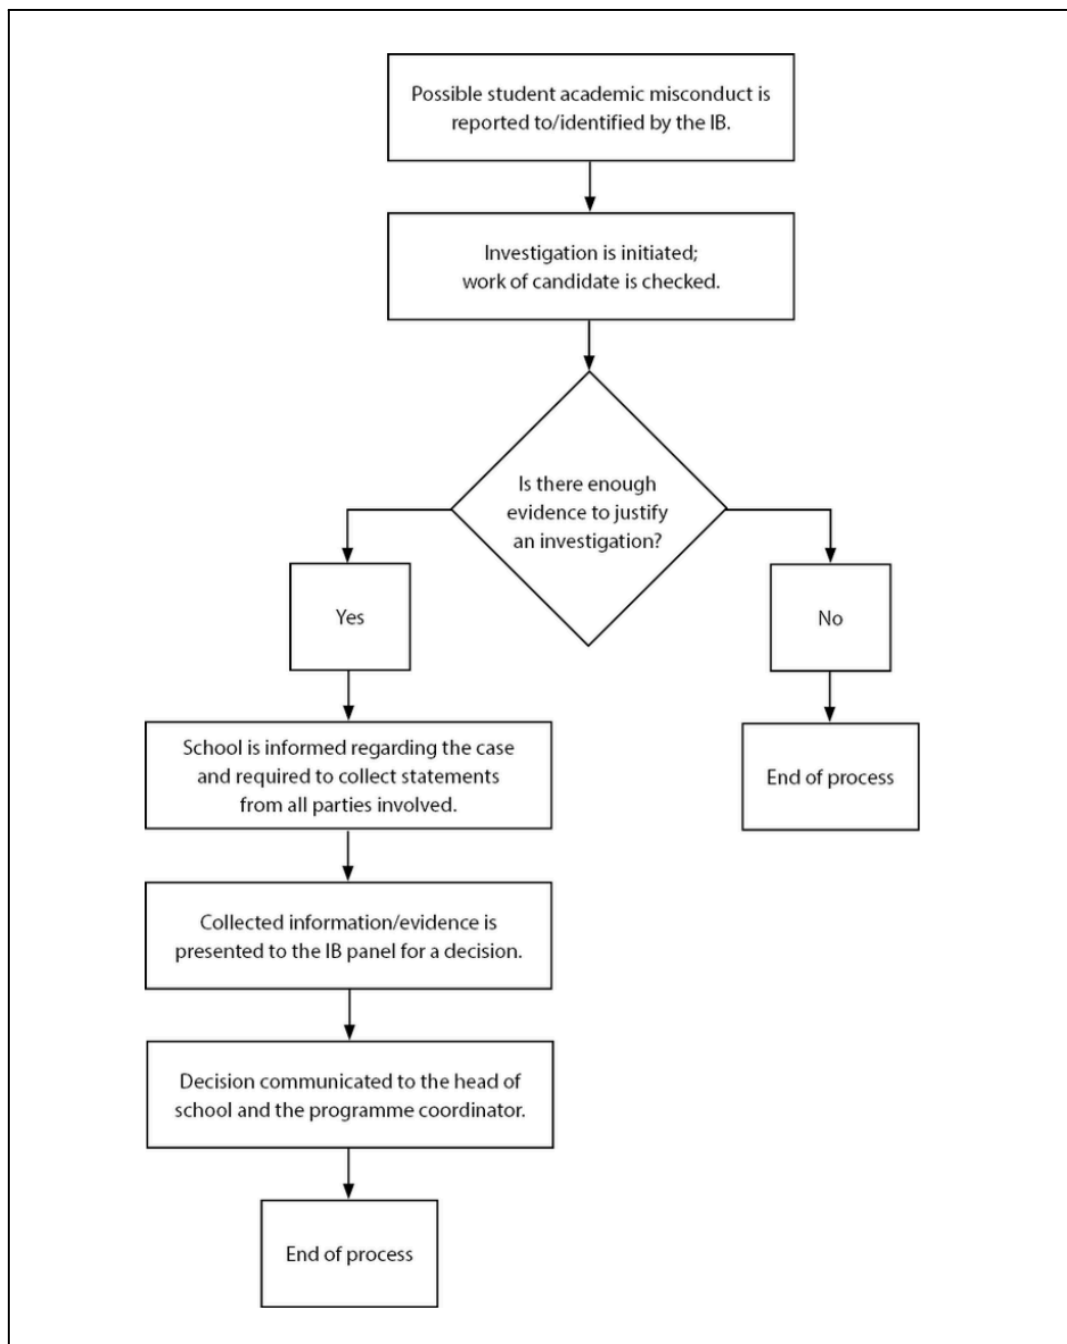 Possible student academic misconduct is
reported to/identified by the IB.
Investigation is initiated;
work of candidate is checked.
Is there enough
evidence to justify
an investigation?
Yes
No
School is informed regarding the case
and required to collect statements
from all parties involved.
End of process
Collected information/evidence is
presented to the IB panel for a decision.
Decision communicated to the head of
school and the programme coordinator.
End of process